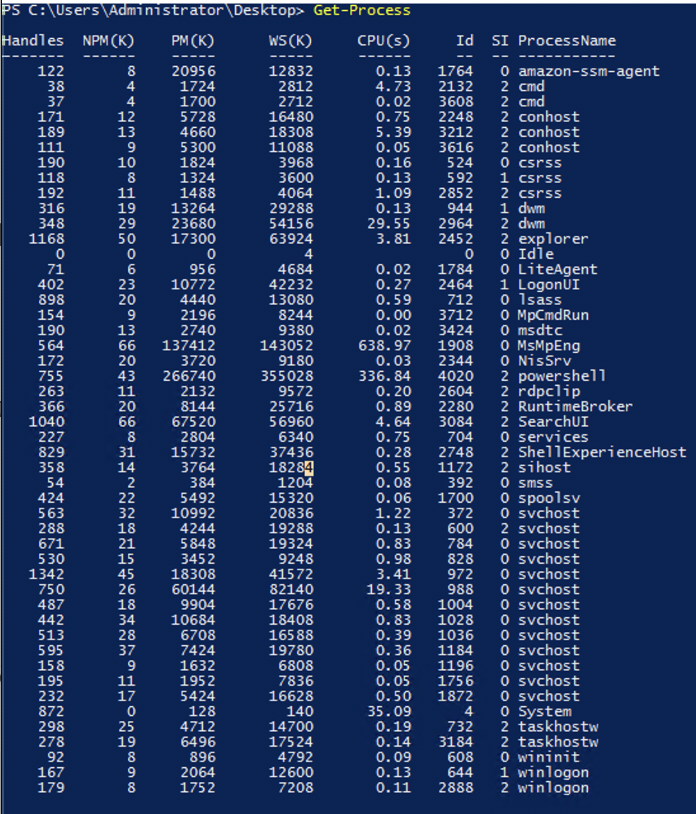 PS C:\Users\Administrator\Desktop> Get-Process
Handles NPM(K) PM(K) WS(K) CPU(s) Id SI ProcessName
------- ------ ----- ----- ------ -- -- -----------
122 8 20956 12832 0.13 1764 0 amazon-ssm-agent
38 4 1724 2812 4.73 2132 2 cmd
37 4 1700 2712 0.02 3608 2 cmd
171 12 5728 16480 0.75 2248 2 conhost
189 13 4660 18308 5.39 3212 2 conhost
111 9 5300 11088 0.05 3616 2 conhost
190 10 1824 3968 0.16 524 0 csrss
118 8 1324 3600 0.13 592 1 csrss
192 11 1488 4064 1.09 2852 2 csrss
316 19 13264 29288 0.13 944 1 dwm
348 29 23680 54156 29.55 2964 2 dwm
1168 50 17300 63924 3.81 2452 2 explorer
0 0 0 4 0 0 Idle
71 6 956 4684 0.02 1784 0 LiteAgent
402 23 10772 42232 0.27 2464 1 LogonUI
898 20 4440 13080 0.59 712 0 lsass
154 9 2196 8244 0.00 3712 0 MpCmdRun
190 13 2740 9380 0.02 3424 0 msdtc
564 66 137412 143052 638.97 1908 0 MsMpEng
172 20 3720 9180 0.03 2344 0 NisSrv
755 43 266740 355028 336.84 4020 2 powershell
263 11 2132 9572 0.20 2604 2 rdpclip
366 20 8144 25716 0.89 2280 2 RuntimeBroker
1040 66 67520 56960 4.64 3084 2 SearchUI
227 8 2804 6340 0.75 704 0 services
829 31 15732 37436 0.28 2748 2 ShellExperienceHost
358 14 3764 18284 0.55 1172 2 sihost
54 2 384 1204 0.08 392 0 smss
424 22 5492 15320 0.06 1700 0 spoolsv
563 32 10992 20836 1.22 372 0 svchost
288 18 4244 19288 0.13 600 2 svchost
671 21 5848 19324 0.83 784 0 svchost
530 15 3452 9248 0.98 828 0 svchost
1342 45 18308 41572 3.41 972 0 svchost
750 26 60144 82140 19.33 988 0 svchost
487 18 9904 17676 0.58 1004 0 svchost
442 34 10684 18408 0.83 1028 0 svchost
513 28 6708 16588 0.39 1036 0 svchost
595 37 7424 19780 0.36 1184 0 svchost
158 9 1632 6808 0.05 1196 0 svchost
195 11 1952 7836 0.05 1756 0 svchost
232 17 5424 16628 0.50 1872 0 svchost
872 0 128 140 35.09 4 0 System
298 25 4712 14700 0.19 732 2 taskhostw
278 19 6496 17524 0.14 3184 2 taskhostw
92 8 896 4792 0.09 608 0 wininit
167 9 2064 12600 0.13 644 1 winlogon
179 8 1752 7208 0.11 2888 2 winlogon